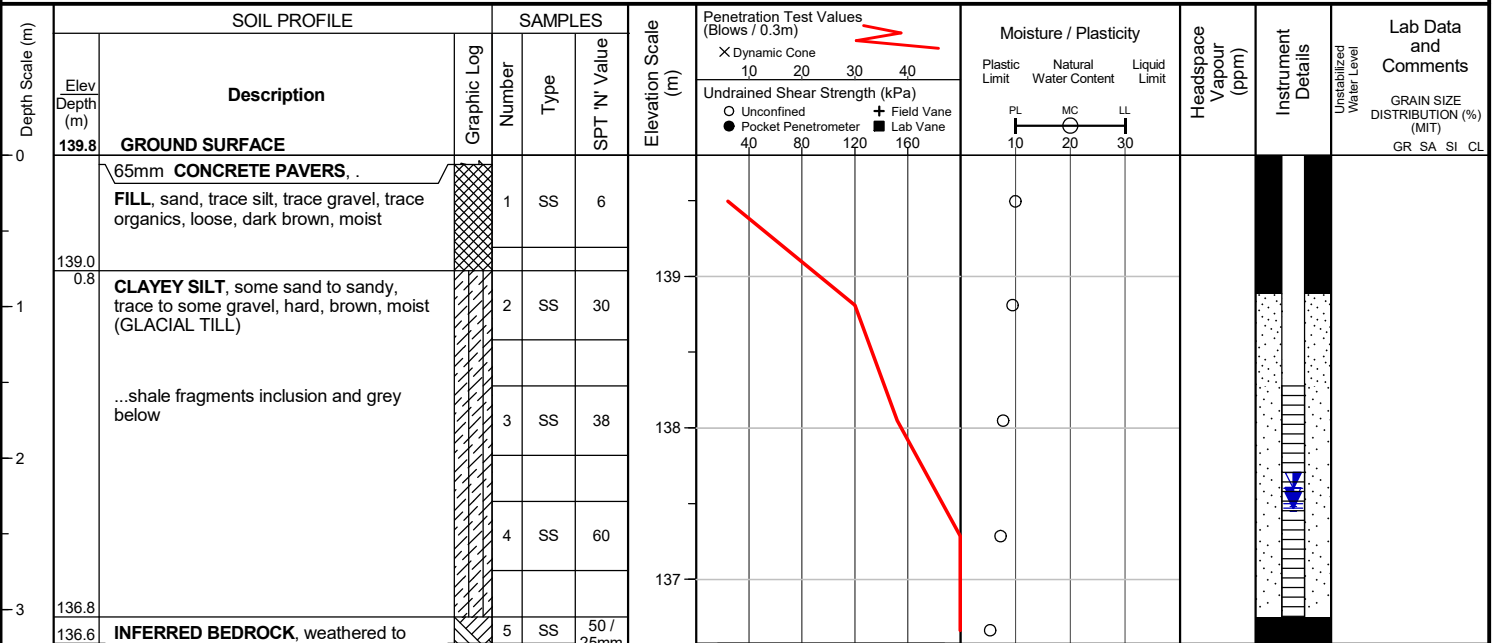 SOIL PROFILE
SAMPLES
Depth Scale (m)
Elev
Depth
(m)
139.8
Description
GROUND SURFACE
Graphic Log
Number
Type
SPT 'N' Value
Elevation Scale
(m)
Penetration Test Values
(Blows / 0.3m)
× Dynamic Cone
10 20 30 40
Undrained Shear Strength (kPa)
Unconfined + Field Vane
Pocket Penetrometer Lab Vane
40 80 120 160
Moisture / Plasticity
Plastic
Limit
Natural
Water Content
Liquid
Limit
PL MC LL
10 20 30
Headspace
Vapour
(ppm)
Instrument
Details
Unstabilized
Water Level
Lab Data
and
Comments
GRAIN SIZE
DISTRIBUTION (%)
(MIT)
GR SA SI CL
0
65mm CONCRETE PAVERS, .
FILL, sand, trace silt, trace gravel, trace
organics, loose, dark brown, moist
1 SS 6
139.0
0.8
139
CLAYEY SILT, some sand to sandy,
trace to some gravel, hard, brown, moist
(GLACIAL TILL)
1
2 SS 30
...shale fragments inclusion and grey
below
3 SS 38
138
2
4 SS 60
137
3
136.8
136.6
INFERRED BEDROCK, weathered to
5 SS 50 /
25mm